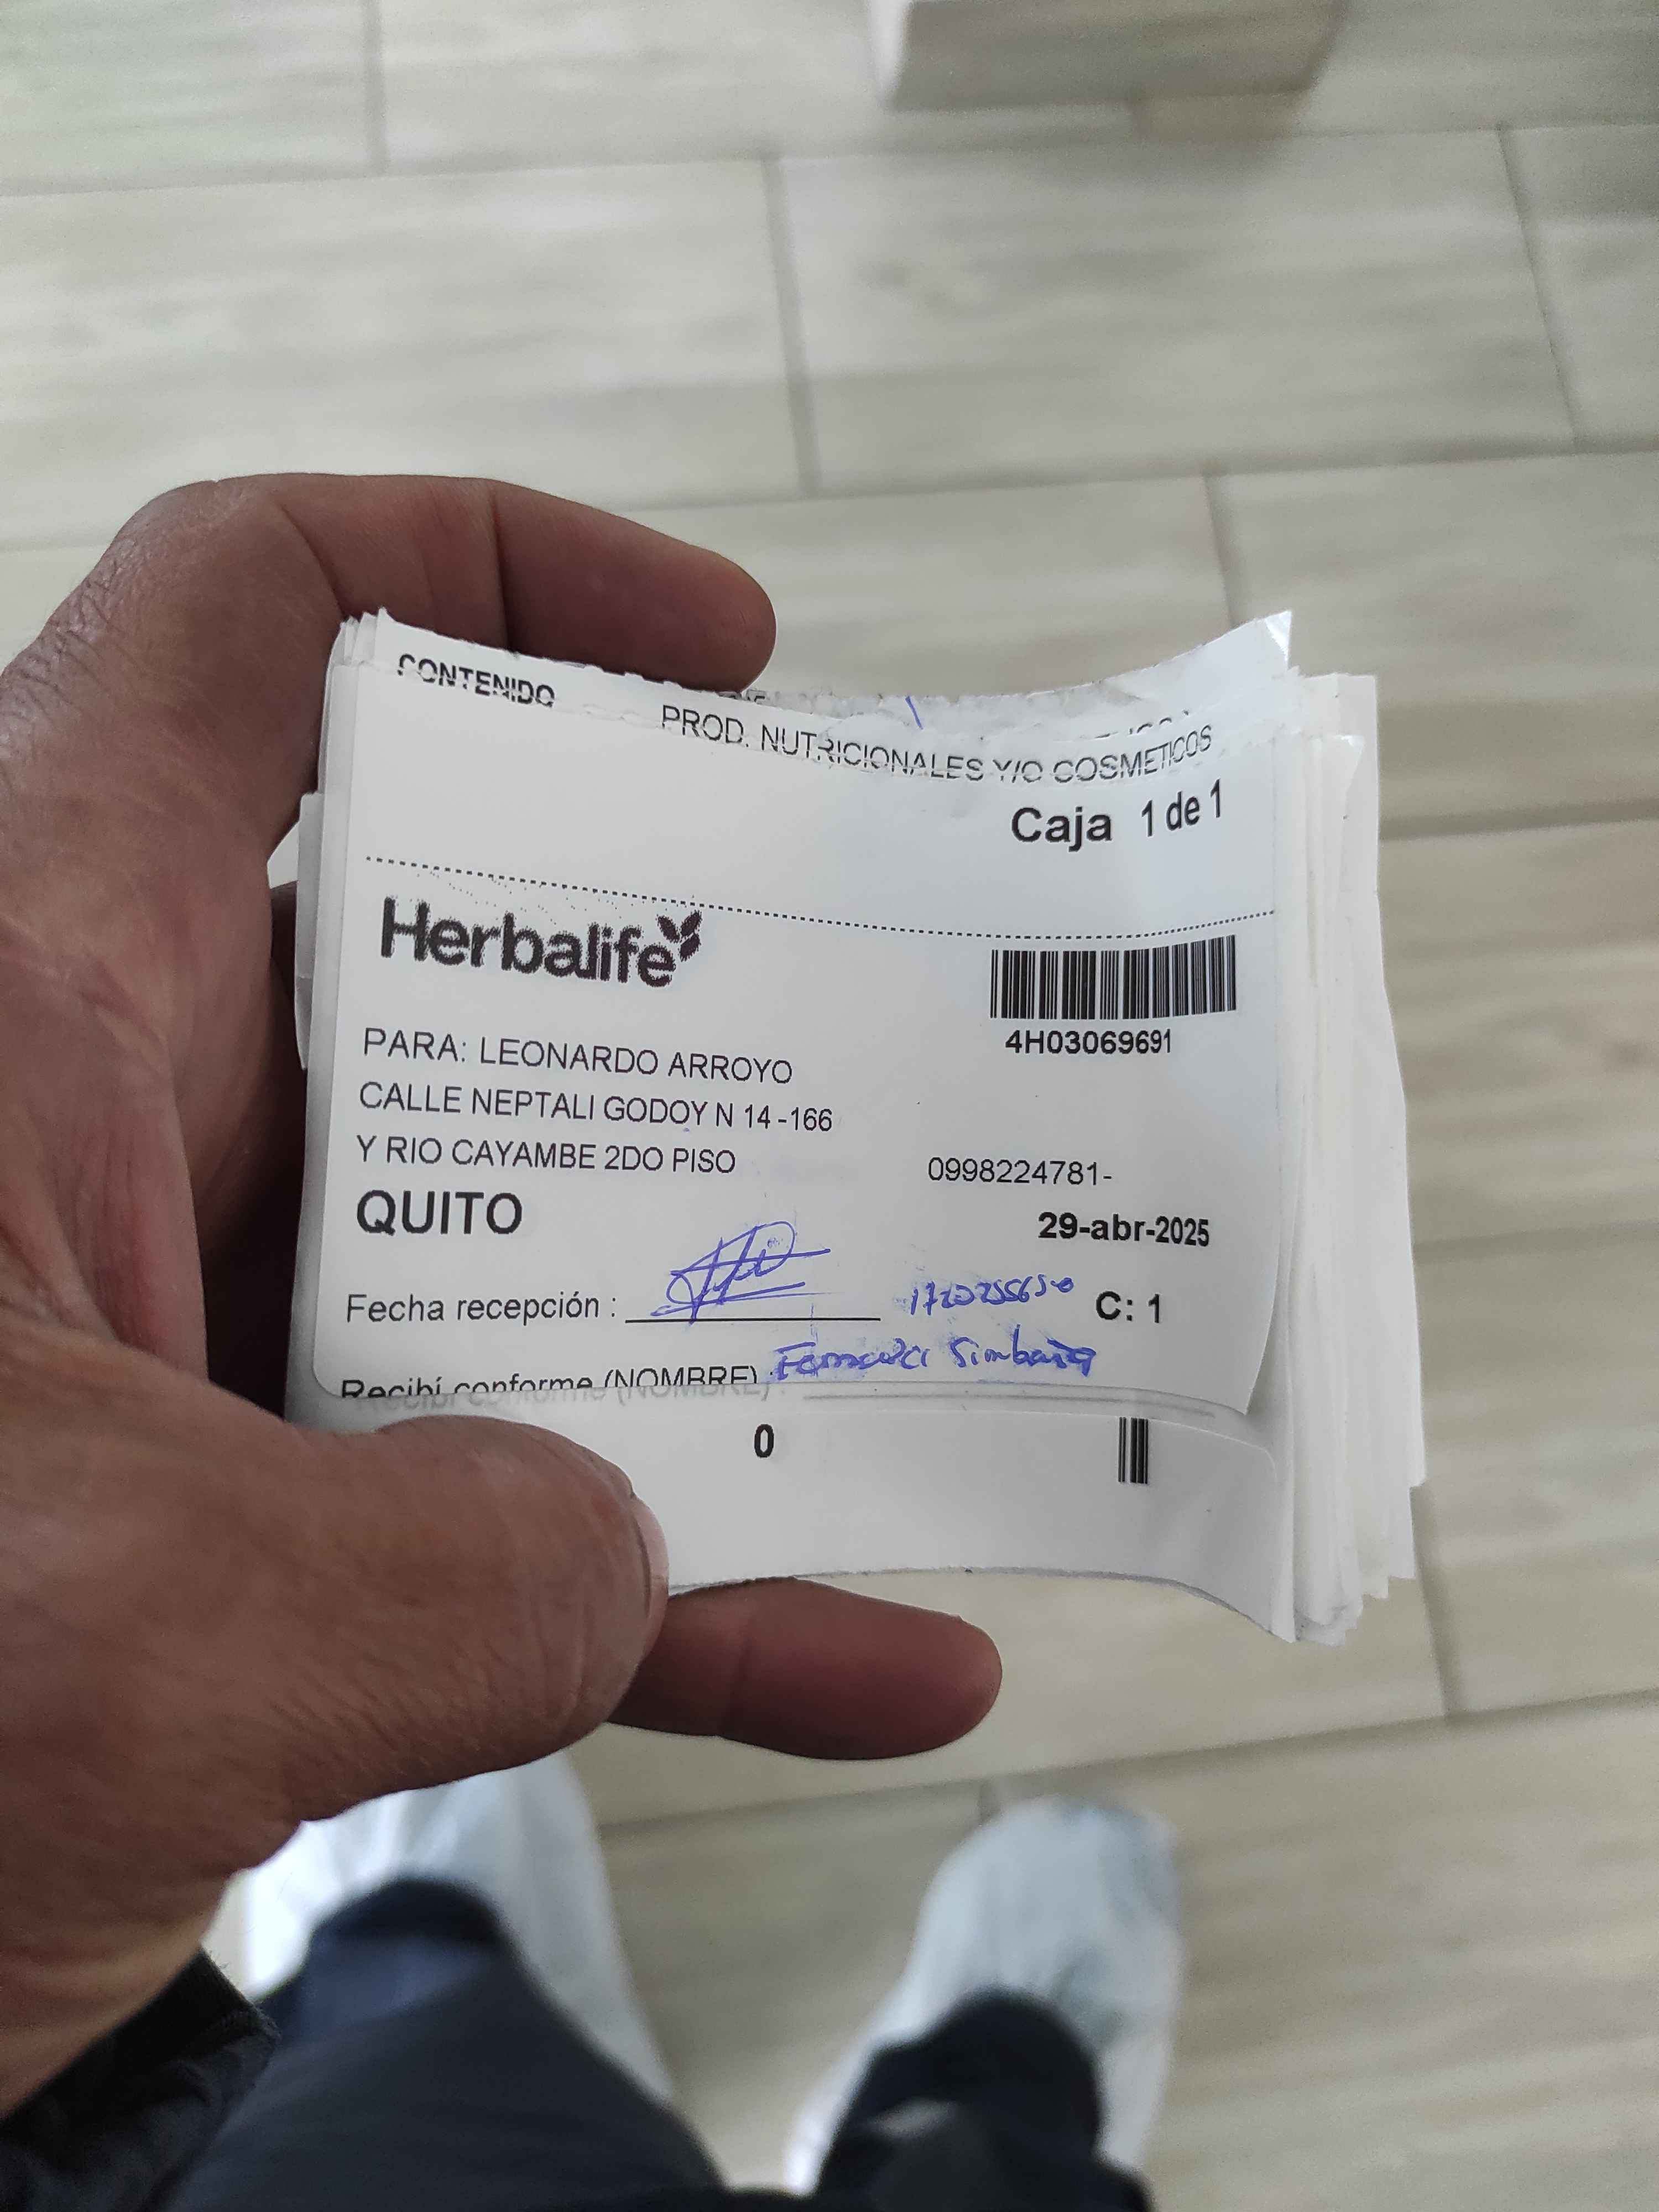 CONTENIDO
PROD. NUTRICIONALES Y/O COSMETICOS
Caja 1 de 1
Herbalife
4H03069691
PARA: LEONARDO ARROYO
CALLE NEPTALI GODOY N 14-166
Y RIO CAYAMBE 2DO PISO
0998224781-
QUITO
29-abr-2025
Fecha recepción :
C: 1
Recibí conforme (NOMBRE)
0